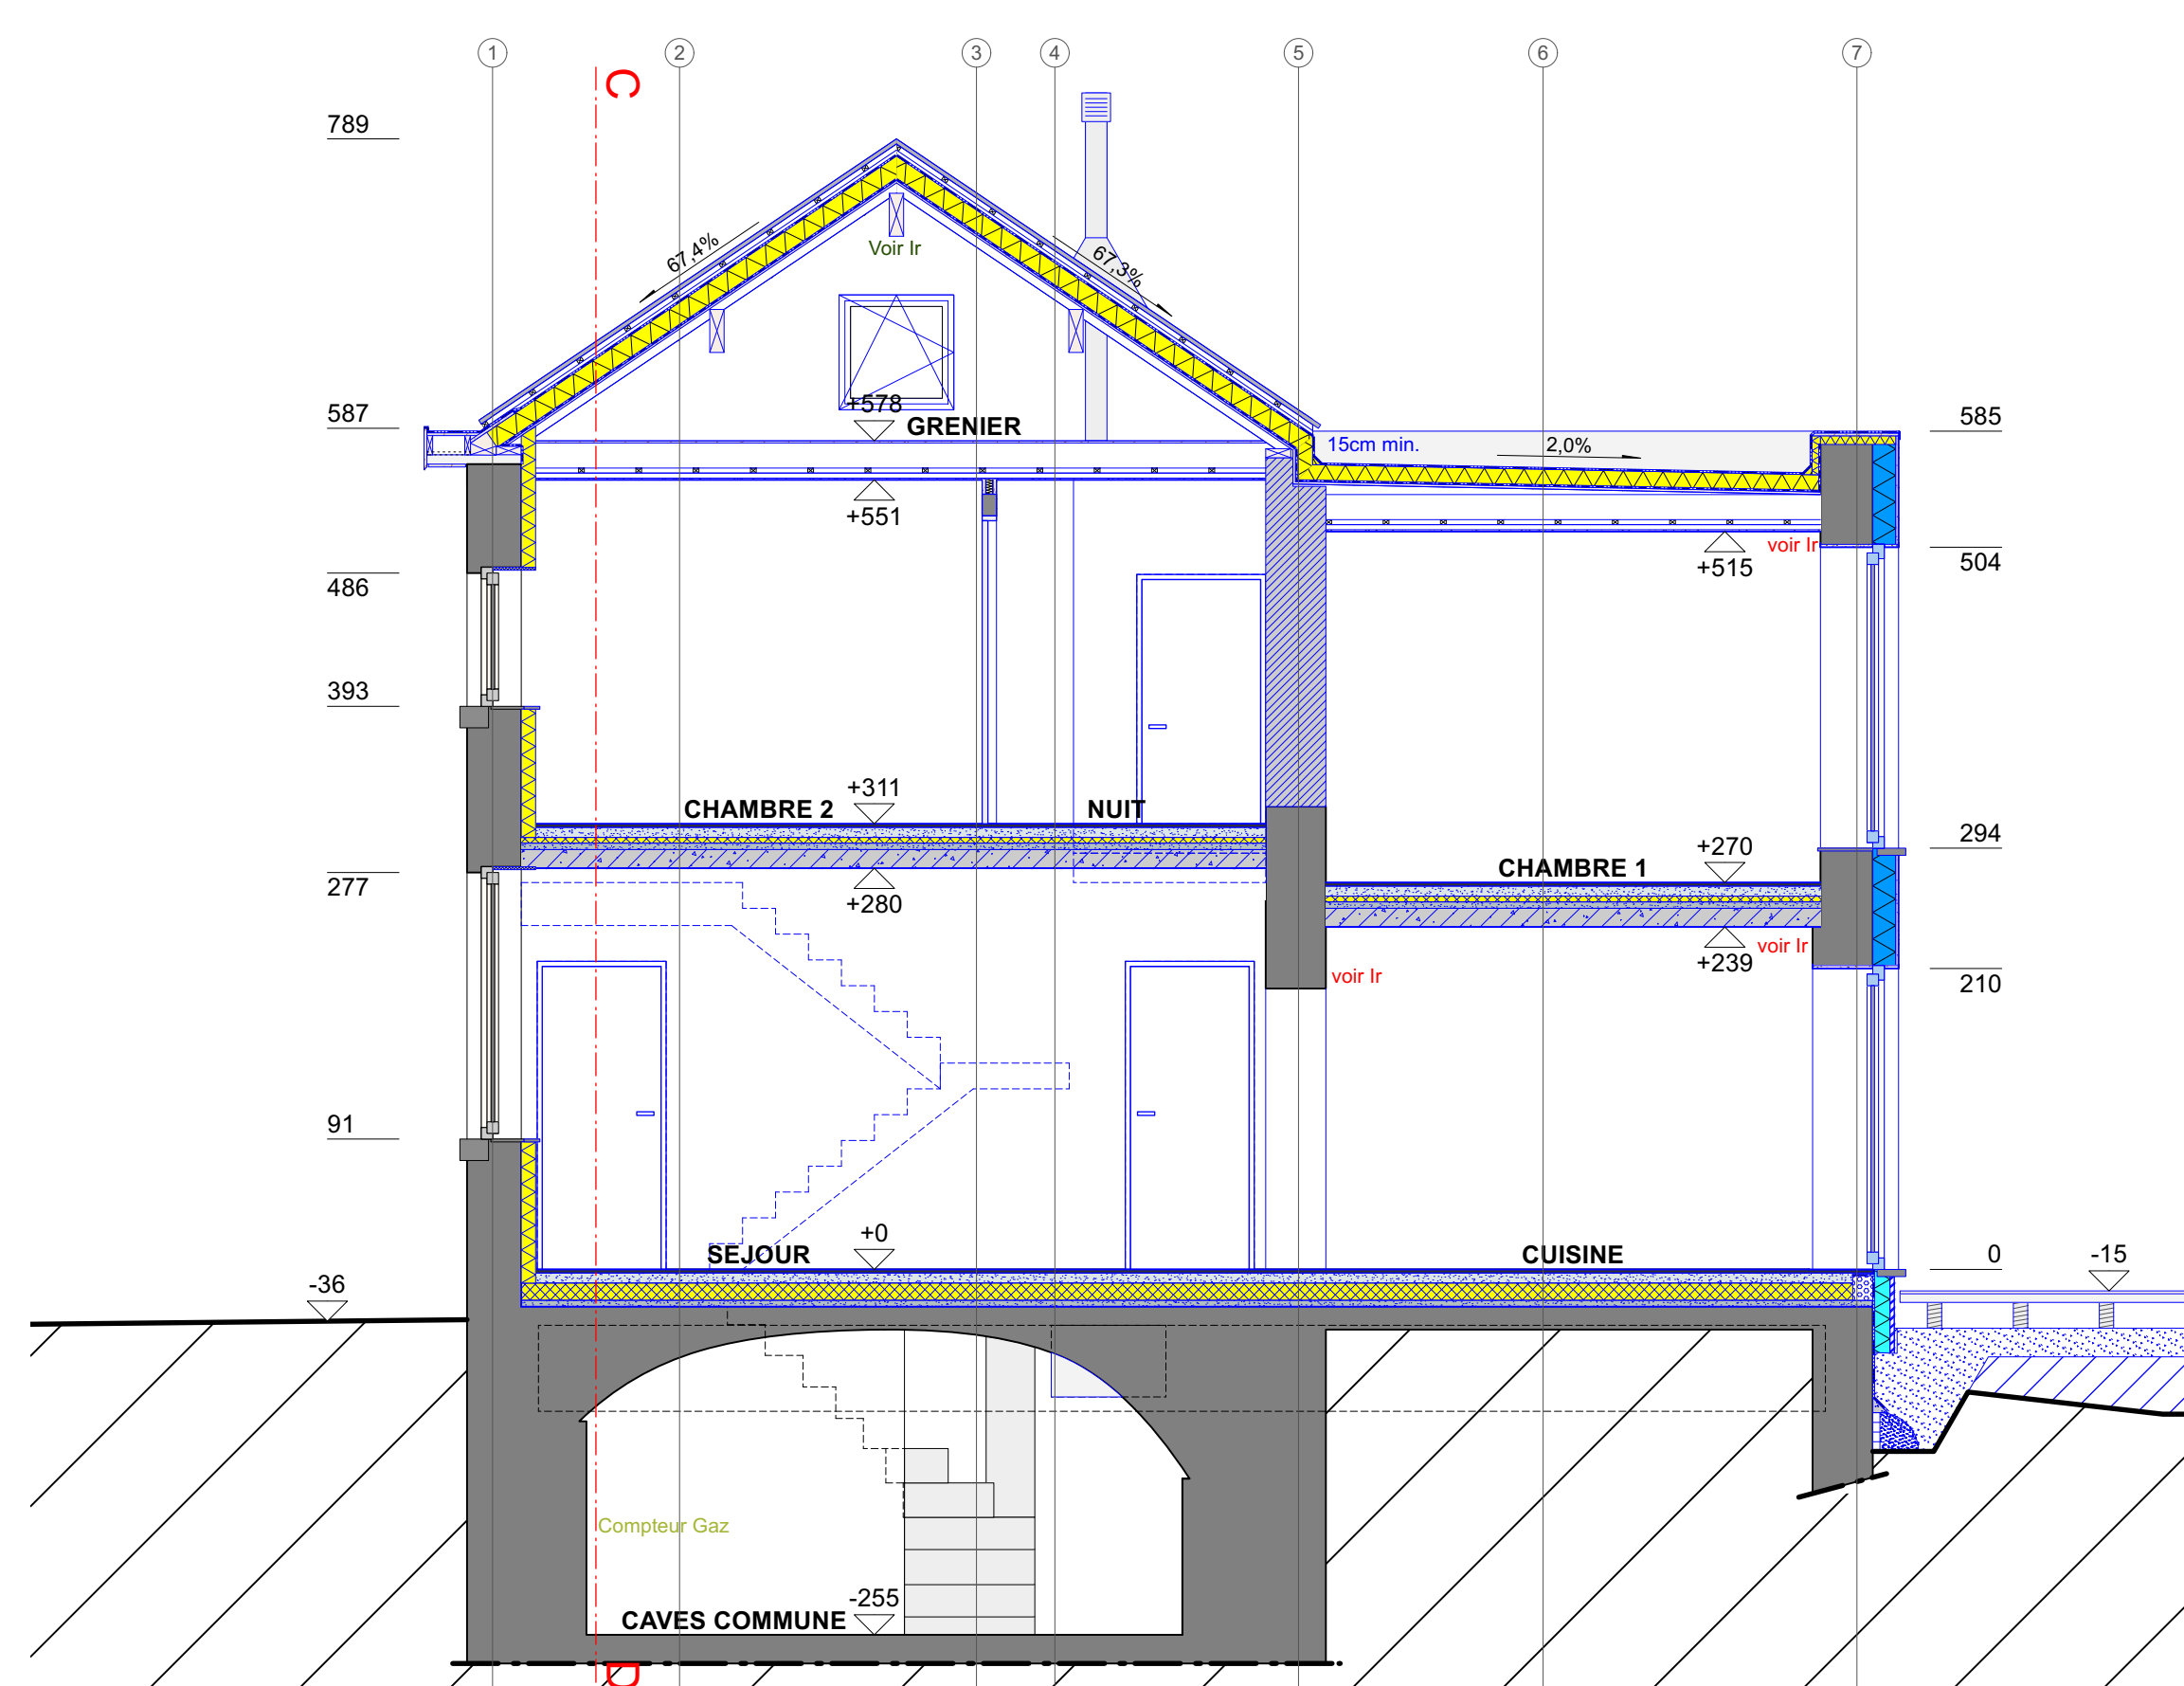 1
2
3
4
5
6
7
C
789
67,4%
67,3%
Voir Ir
587
+578
GRENIER
15cm min.
2,0%
585
+551
+515
voir Ir
504
486
393
+311
CHAMBRE 2
NUIT
294
+270
CHAMBRE 1
277
+280
+239
voir Ir
voir Ir
210
91
+0
SEJOUR
CUISINE
0
-15
-36
Compteur Gaz
-255
CAVES COMMUNE